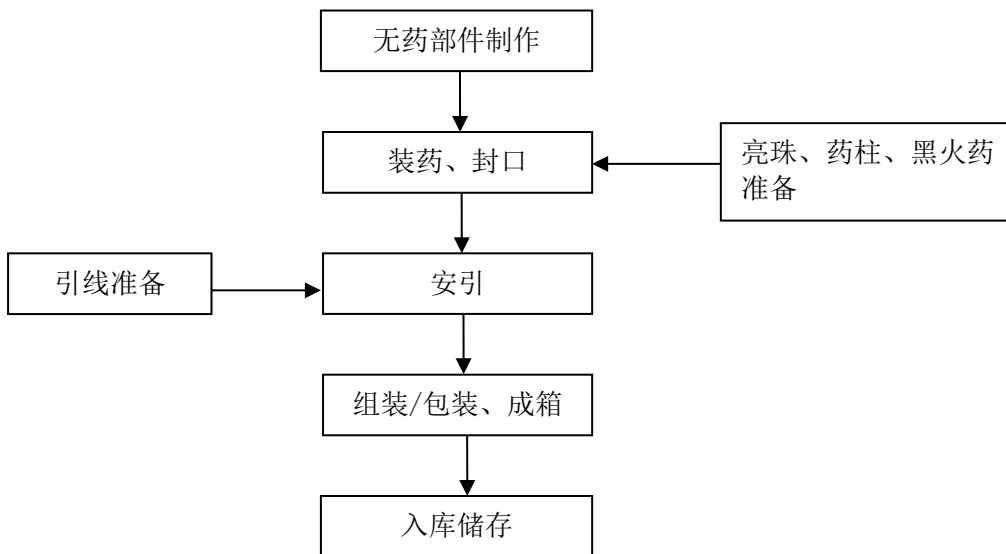 无药部件制作
装药、封口
亮珠、药柱、黑火药
准备
引线准备
安引
组装/包装、成箱
入库储存